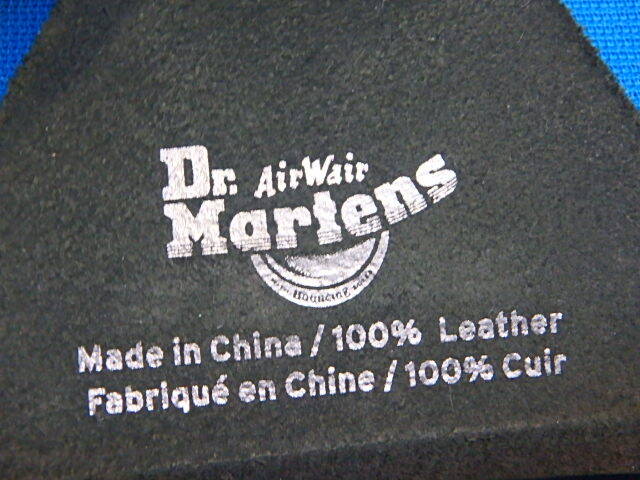 Dr. AirWair
Martens
Made in China / 100% Leather
Fabriqué en Chine / 100% Cuir